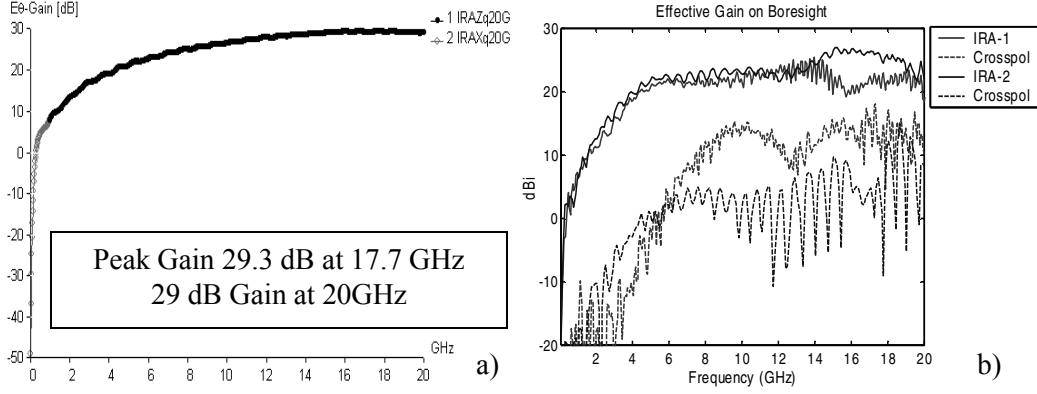 Eθ-Gain [dB]
1 IRAZq20G
2 IRAXq20G
40
30
20
10
0
-10
-20
-30
-40
-50
0 2 4 6 8 10 12 14 16 18 20
GHz
Peak Gain 29.3 dB at 17.7 GHz
29 dB Gain at 20GHz
a)
Effective Gain on Boresight
IRA-1
Crosspol
IRA-2
Crosspol
30
20
10
0
-10
-20
dBi
2 4 6 8 10 12 14 16 18 20
Frequency (GHz)
b)